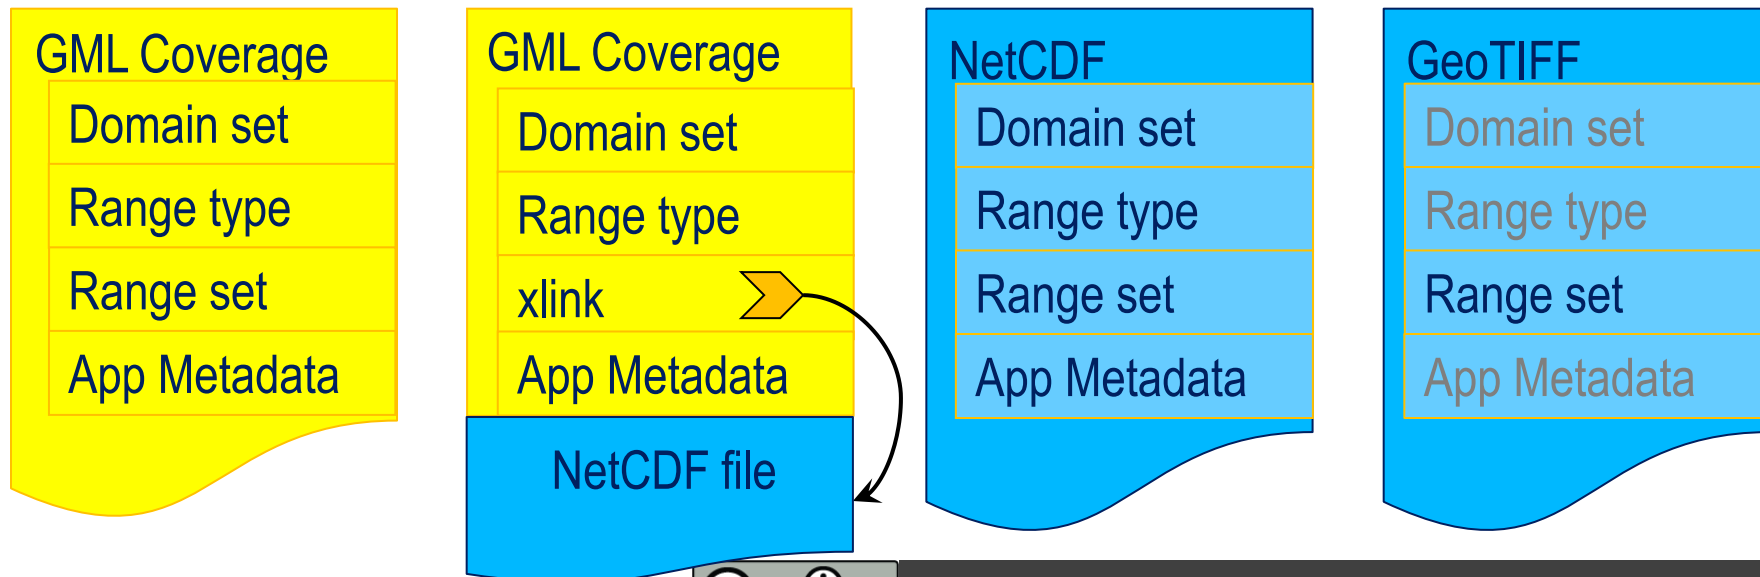 GML Coverage
Domain set
Range type
Range set
App Metadata
GML Coverage
Domain set
Range type
xlink
App Metadata
NetCDF file
NetCDF
Domain set
Range type
Range set
App Metadata
GeoTIFF
Domain set
Range type
Range set
App Metadata